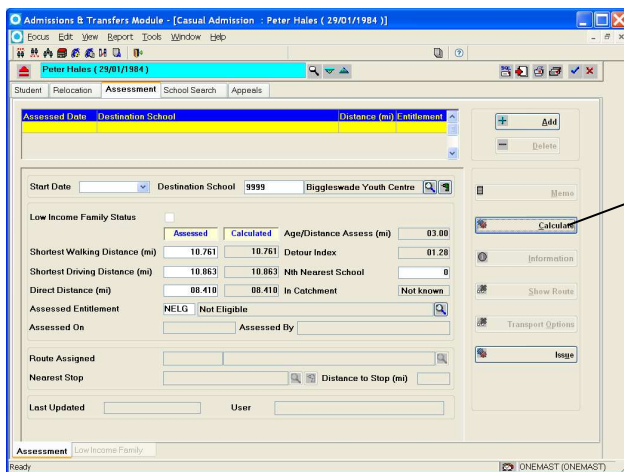 Admissions & Transfers Module - [Casual Admission : Peter Hales ( 29/01/1984 )]
Focus Edit View Report Tools Window Help
Peter Hales ( 29/01/1984 )
Student Relocation Assessment School Search Appeals
Assessed Date Destination School Distance (mi) Entitlement
Add
Delete
Start Date Destination School 9999 Biggleswade Youth Centre
Memo
Low Income Family Status
Calculate
Assessed Calculated Age/Distance Assess (mi) 03.00
Shortest Walking Distance (mi) 10.761 10.761 Detour Index 01.28
Information
Shortest Driving Distance (mi) 10.863 10.863 Nth Nearest School 0
Direct Distance (mi) 08.410 08.410 In Catchment Not known
Show Route
Assessed Entitlement NELG Not Eligible
Assessed On Assessed By
Transport Options
Route Assigned
Issue
Nearest Stop Distance to Stop (mi)
Last Updated User
Assessment Low Income Family
Ready ONEMAST (ONEMAST)